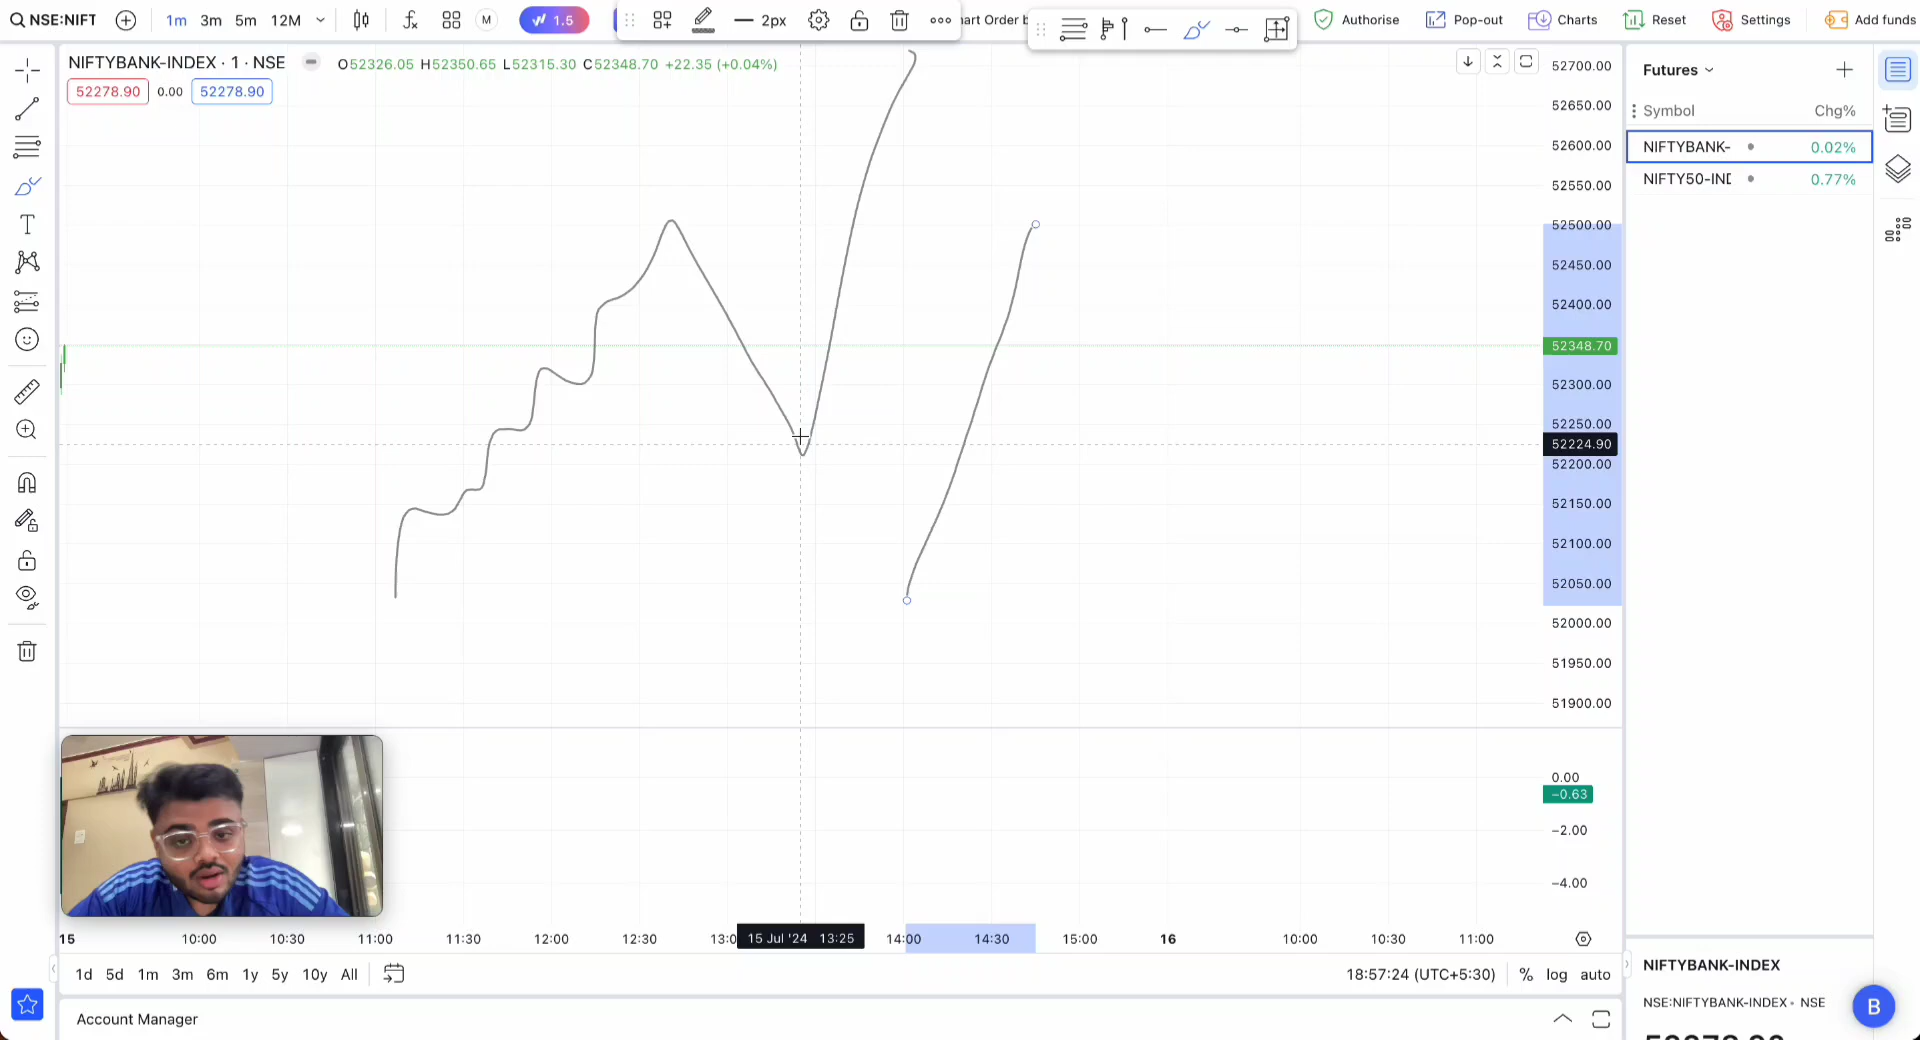 NSE:NIFT 1m 3m 5m 12M M 1.5 2px hart Order b Authorise Pop-out Charts Reset Settings Add funds
NIFTYBANK-INDEX · 1 · NSE O52326.05 H52350.65 L52315.30 C52348.70 +22.35 (+0.04%)
52278.90 0.00 52278.90
52700.00
52650.00
52600.00
52550.00
52500.00
52450.00
52400.00
52348.70
52300.00
52250.00
52224.90
52200.00
52150.00
52100.00
52050.00
52000.00
51950.00
51900.00
0.00
−0.63
−2.00
−4.00
15 10:00 10:30 11:00 11:30 12:00 12:30 13:0 15 Jul '24 13:25 14:00 14:30 15:00 16 10:00 10:30 11:00
1d 5d 1m 3m 6m 1y 5y 10y All 18:57:24 (UTC+5:30) % log auto
Account Manager
Futures
Symbol Chg%
NIFTYBANK- 0.02%
NIFTY50-IND 0.77%
NIFTYBANK-INDEX
NSE:NIFTYBANK-INDEX • NSE
52278.90
B